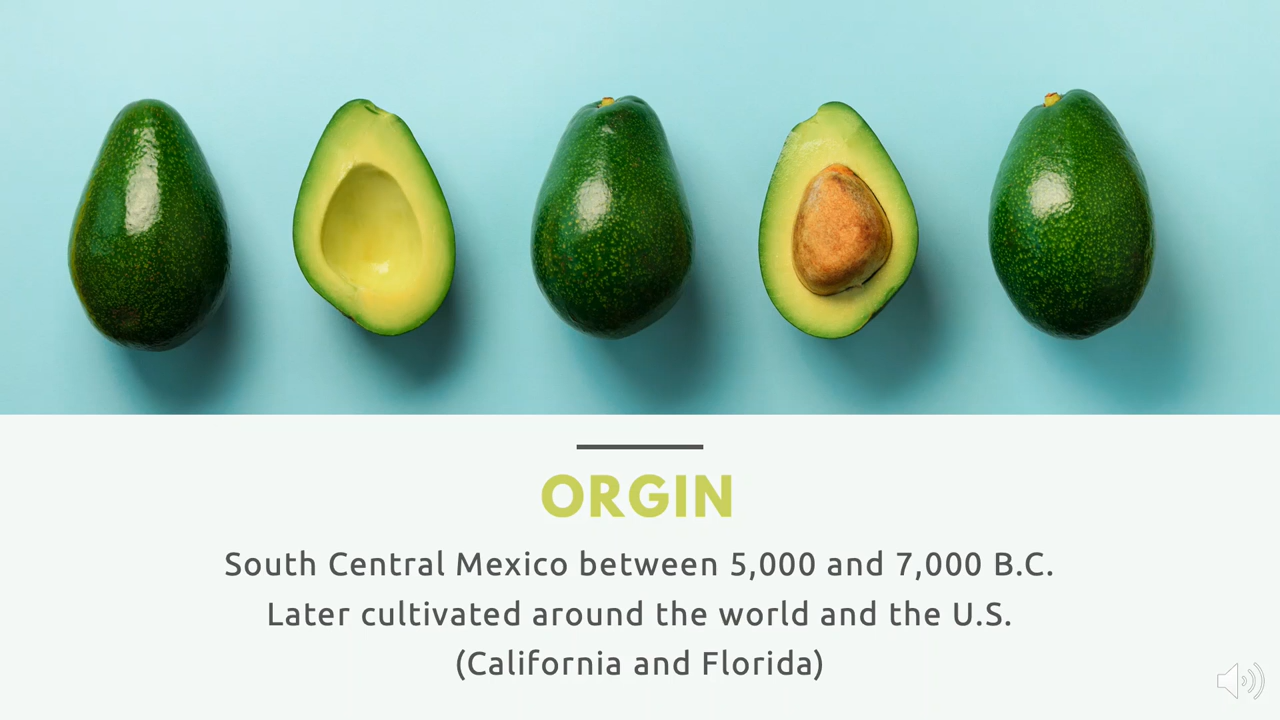 ORGIN
South Central Mexico between 5,000 and 7,000 B.C.
Later cultivated around the world and the U.S.
(California and Florida)